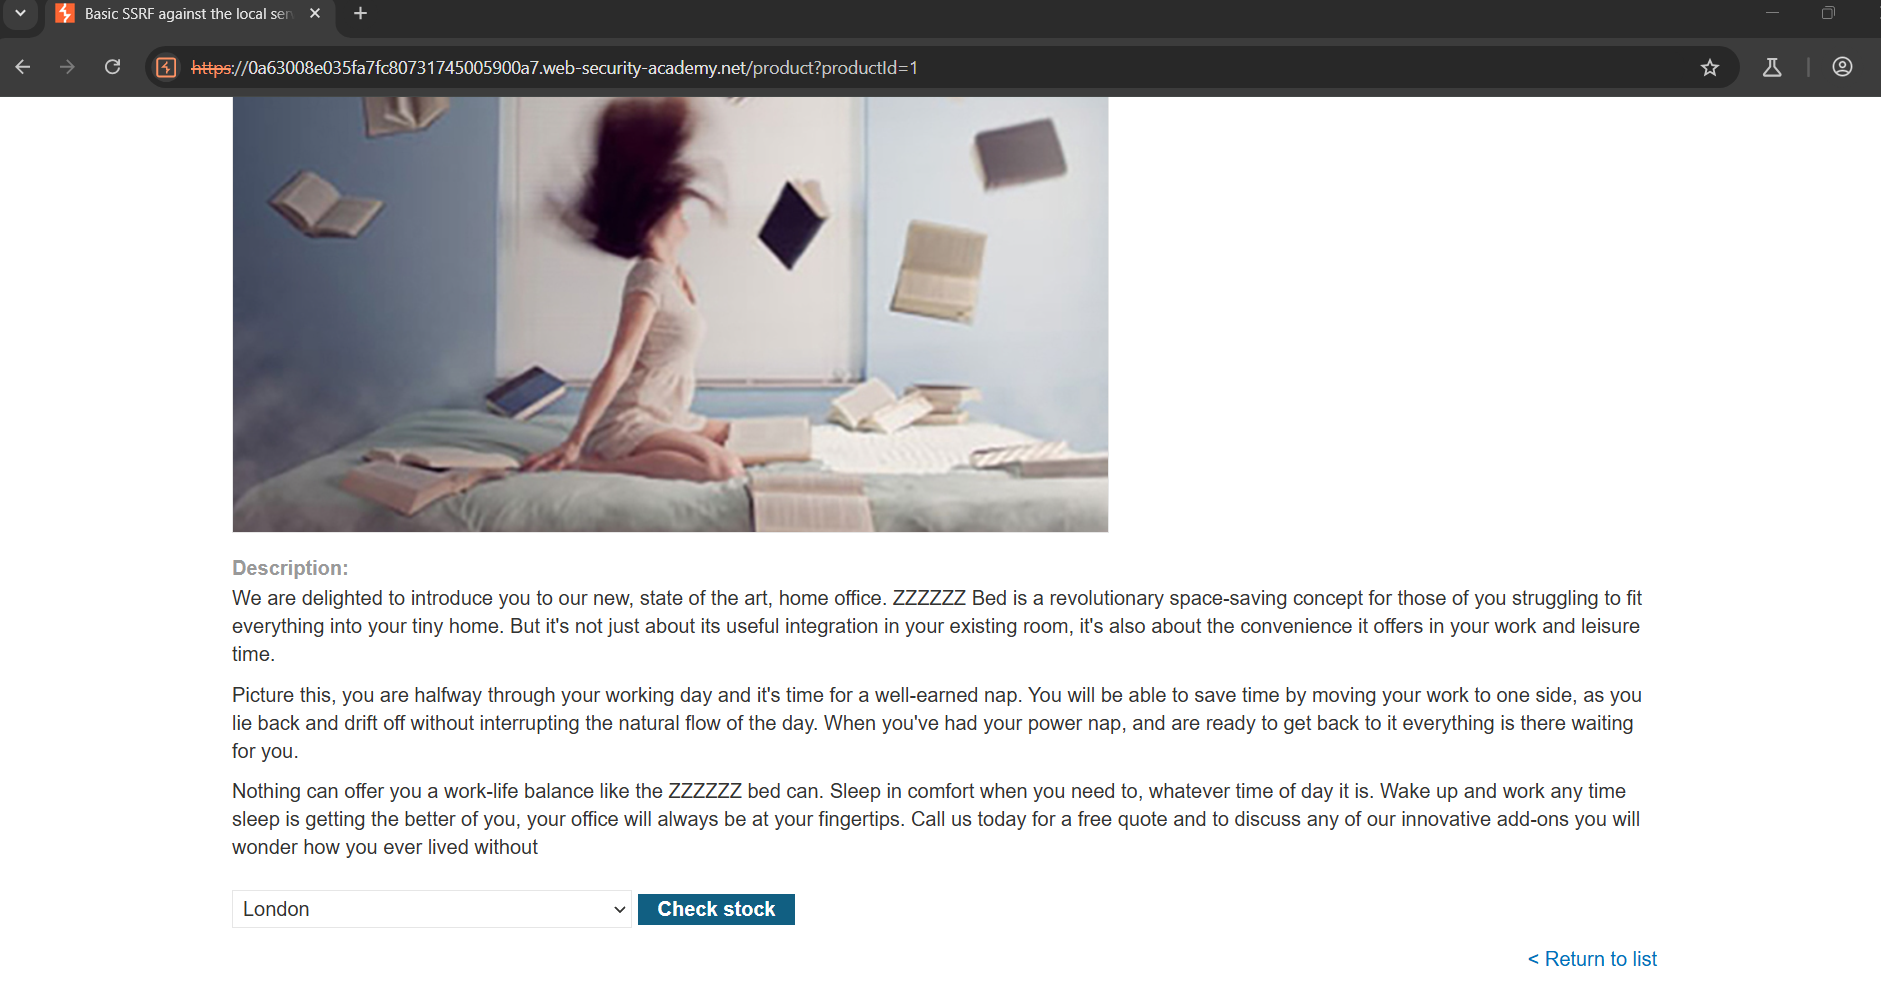 Basic SSRF against the local ser
https://0a63008e035fa7fc80731745005900a7.web-security-academy.net/product?productId=1
Description:
We are delighted to introduce you to our new, state of the art, home office. ZZZZZZ Bed is a revolutionary space-saving concept for those of you struggling to fit
everything into your tiny home. But it's not just about its useful integration in your existing room, it's also about the convenience it offers in your work and leisure
time.
Picture this, you are halfway through your working day and it's time for a well-earned nap. You will be able to save time by moving your work to one side, as you
lie back and drift off without interrupting the natural flow of the day. When you've had your power nap, and are ready to get back to it everything is there waiting
for you.
Nothing can offer you a work-life balance like the ZZZZZZ bed can. Sleep in comfort when you need to, whatever time of day it is. Wake up and work any time
sleep is getting the better of you, your office will always be at your fingertips. Call us today for a free quote and to discuss any of our innovative add-ons you will
wonder how you ever lived without
London
Check stock
< Return to list